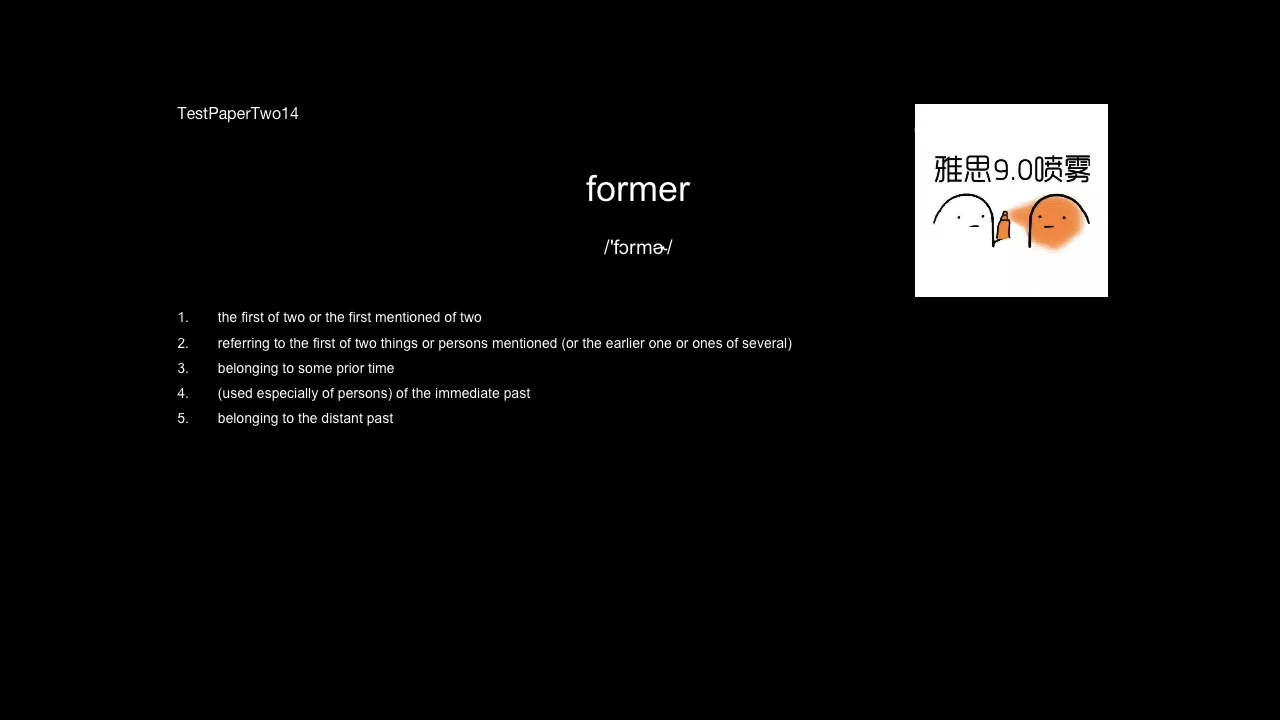 TestPaperTwo14
雅思9.0喷雾
former
/'fɔrmɚ/
1. the first of two or the first mentioned of two
2. referring to the first of two things or persons mentioned (or the earlier one or ones of several)
3. belonging to some prior time
4. (used especially of persons) of the immediate past
5. belonging to the distant past